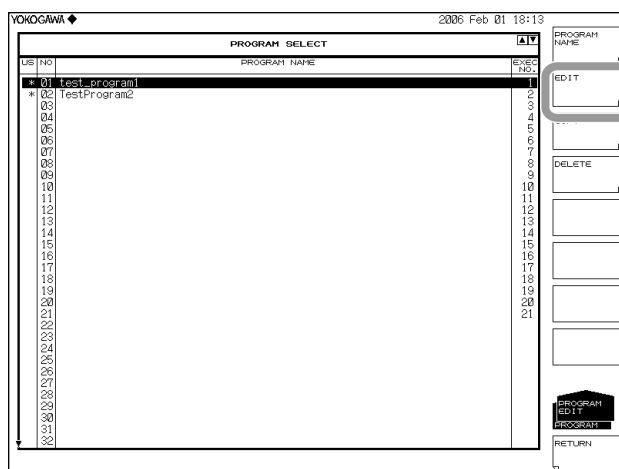 YOKOGAWA ◆ 2006 Feb 01 18:13
PROGRAM SELECT
US NO PROGRAM NAME EXEC NO.
* 01 test_program1 1
* 02 TestProgram2 2
03 3
04 4
05 5
06 6
07 7
08 8
09 9
10 10
11 11
12 12
13 13
14 14
15 15
16 16
17 17
18 18
19 19
20 20
21 21
22
23
24
25
26
27
28
29
30
31
32
PROGRAM
NAME
EDIT
DELETE
PROGRAM
EDIT
PROGRAM
RETURN